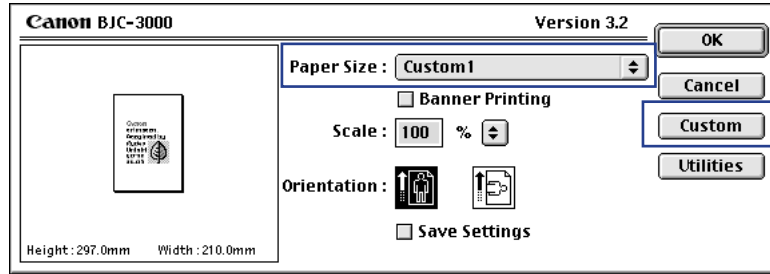 Canon BJC-3000
Version 3.2
OK
Paper Size : Custom1
Cancel
Banner Printing
Custom
Scale : 100 %
Utilities
Orientation :
Save Settings
Height : 297.0mm Width : 210.0mm